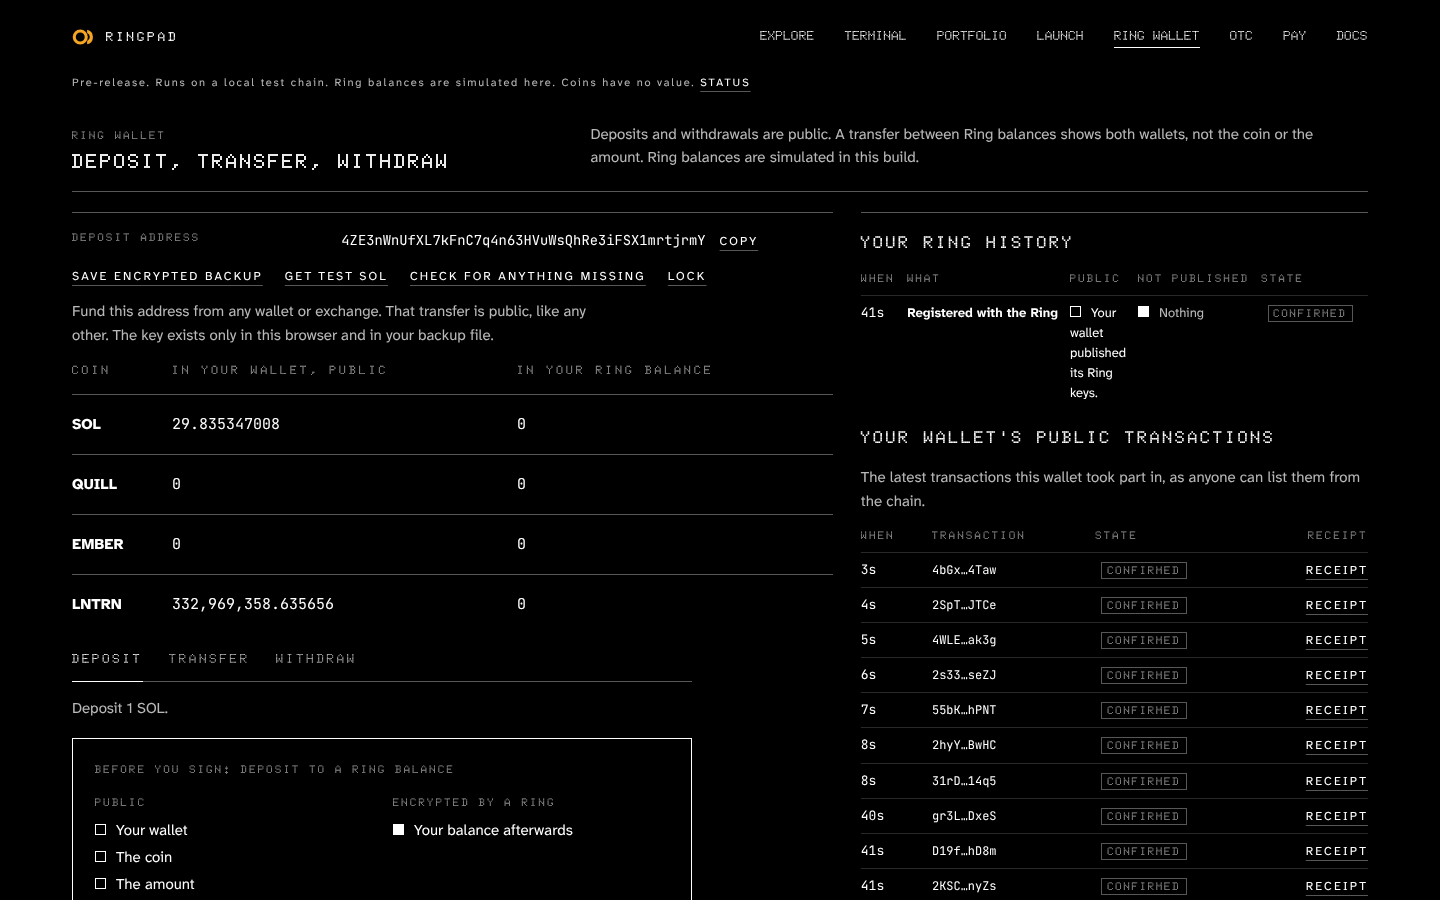 RINGPAD
EXPLORE TERMINAL PORTFOLIO LAUNCH RING WALLET OTC PAY DOCS
Pre-release. Runs on a local test chain. Ring balances are simulated here. Coins have no value. STATUS
RING WALLET
DEPOSIT, TRANSFER, WITHDRAW
Deposits and withdrawals are public. A transfer between Ring balances shows both wallets, not the coin or the
amount. Ring balances are simulated in this build.
DEPOSIT ADDRESS 4ZE3nWnUfXL7kFnC7q4n63HVuWsQhRe3iFSX1mrtjrmY COPY
SAVE ENCRYPTED BACKUP GET TEST SOL CHECK FOR ANYTHING MISSING LOCK
Fund this address from any wallet or exchange. That transfer is public, like any
other. The key exists only in this browser and in your backup file.
COIN IN YOUR WALLET, PUBLIC IN YOUR RING BALANCE
SOL 29.835347008 0
QUILL 0 0
EMBER 0 0
LNTRN 332,969,358.635656 0
DEPOSIT TRANSFER WITHDRAW
Deposit 1 SOL.
BEFORE YOU SIGN: DEPOSIT TO A RING BALANCE
PUBLIC ENCRYPTED BY A RING
Your wallet Your balance afterwards
The coin
The amount
YOUR RING HISTORY
WHEN WHAT PUBLIC NOT PUBLISHED STATE
41s Registered with the Ring Your Nothing CONFIRMED
wallet
published
its Ring
keys.
YOUR WALLET'S PUBLIC TRANSACTIONS
The latest transactions this wallet took part in, as anyone can list them from
the chain.
WHEN TRANSACTION STATE RECEIPT
3s 4bGx…4Taw CONFIRMED RECEIPT
4s 2SpT…JTCe CONFIRMED RECEIPT
5s 4WLE…ak3g CONFIRMED RECEIPT
6s 2s33…seZJ CONFIRMED RECEIPT
7s 55bK…hPNT CONFIRMED RECEIPT
8s 2hyY…BwHC CONFIRMED RECEIPT
8s 31rD…14q5 CONFIRMED RECEIPT
40s gr3L…DxeS CONFIRMED RECEIPT
41s D19f…hD8m CONFIRMED RECEIPT
41s 2KSC…nyZs CONFIRMED RECEIPT